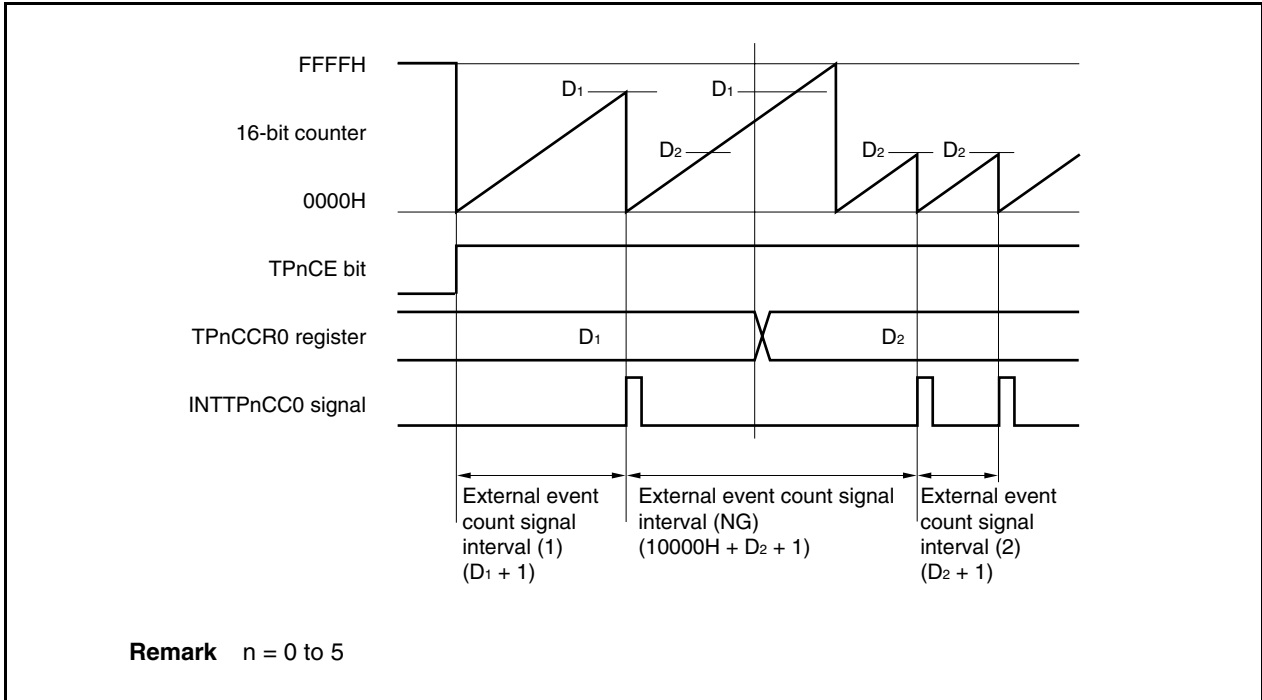 FFFFH
D1
D1
16-bit counter
D2
D2
D2
0000H
TPnCE bit
TPnCCR0 register
D1
D2
INTTPnCC0 signal
External event
count signal
interval (1)
(D1 + 1)
External event count signal
interval (NG)
(10000H + D2 + 1)
External event
count signal
interval (2)
(D2 + 1)
Remark n = 0 to 5